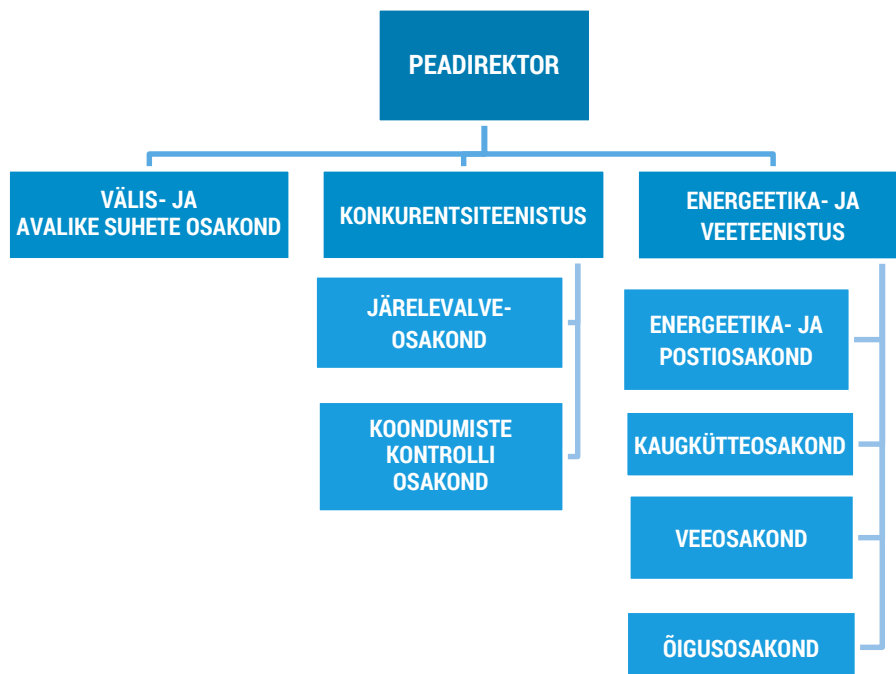 PEADIREKTOR
VÄLIS- JA
AVALIKE SUHETE OSAKOND
KONKURENTSITEENISTUS
ENERGEETIKA- JA
VEETEENISTUS
JÄRELEVALVE-
OSAKOND
KOONDUMISTE
KONTROLLI
OSAKOND
ENERGEETIKA- JA
POSTIOSAKOND
KAUGKÜTTEOSAKOND
VEEOSAKOND
ÕIGUSOSAKOND